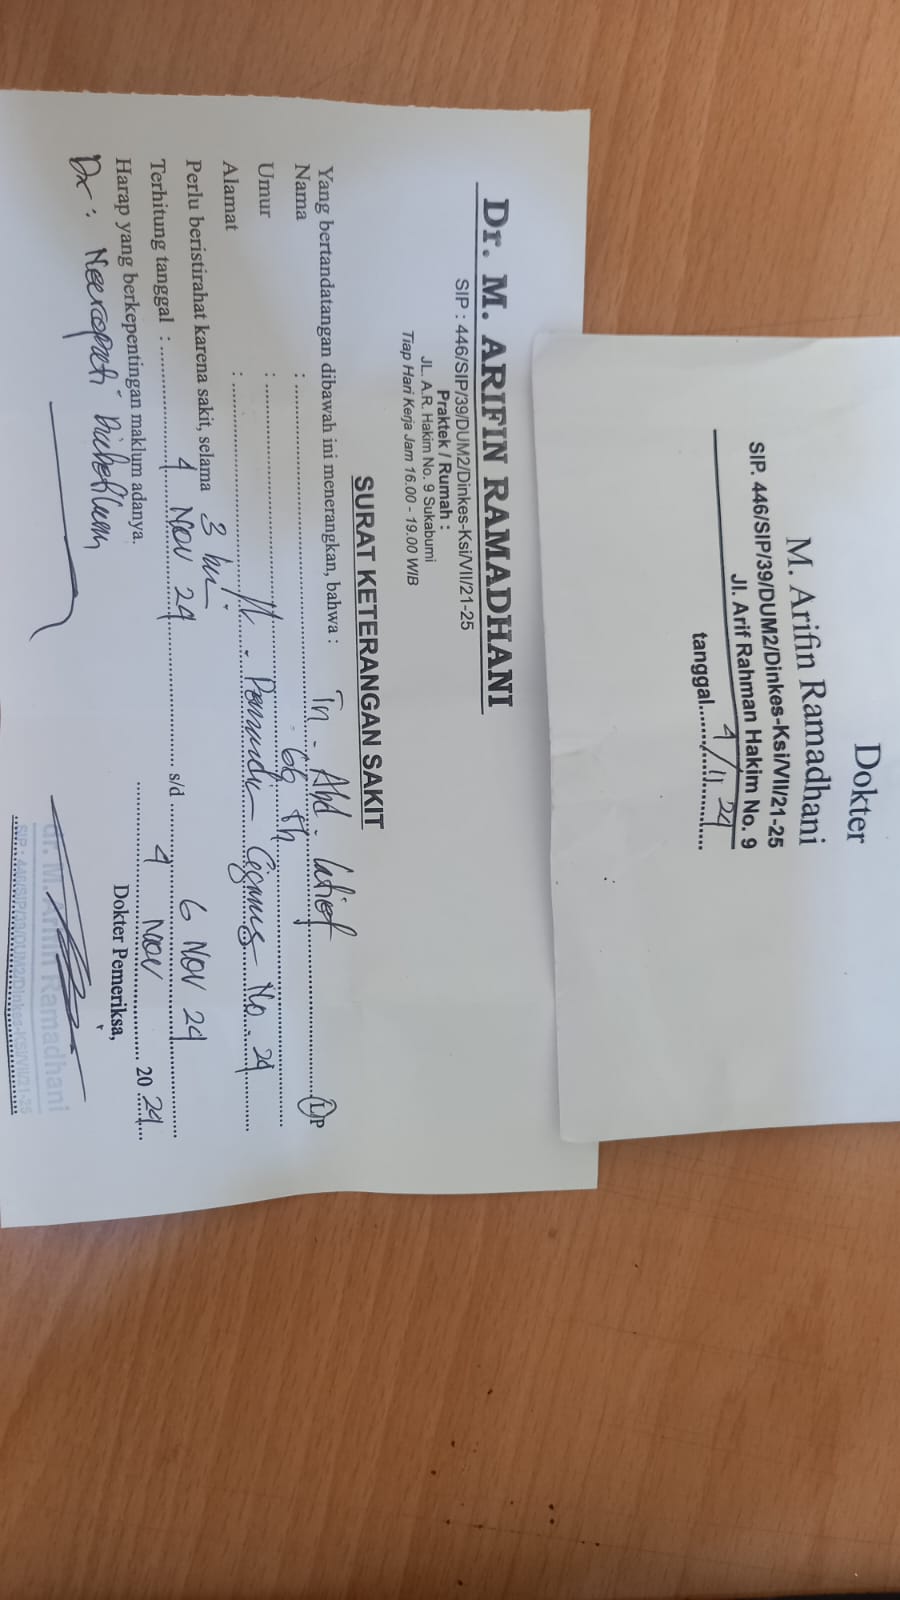 Dokter
M. Arifin Ramadhani
SIP. 446/SIP/39/DUM2/Dinkes-Ksi/VII/21-25
Jl. Arif Rahman Hakim No. 9
tanggal 4/11 24
Dr. M. ARIFIN RAMADHANI
SIP : 446/SIP/39/DUM2/Dinkes-Ksi/VII/21-25
Praktek / Rumah :
JL. A.R. Hakim No. 9 Sukabumi
Tiap Hari Kerja Jam 16.00 - 19.00 WIB
SURAT KETERANGAN SAKIT
Yang bertandatangan dibawah ini menerangkan, bahwa :
Nama : Tn. Abd. Latief L/P
Umur : 66 th
Alamat : Jl. Pemuda No. 24
Perlu beristirahat karena sakit, selama 3 hri
Terhitung tanggal : 4 Nov 24 s/d 6 Nov 24
Harap yang berkepentingan maklum adanya.
4 Nov 20 24
Dx : Diabeticum
Dokter Pemeriksa,
dr. M. Arifin Ramadhani
SIP : 446/SIP/39/DUM2/Dinkes-KSI/VII/21-25